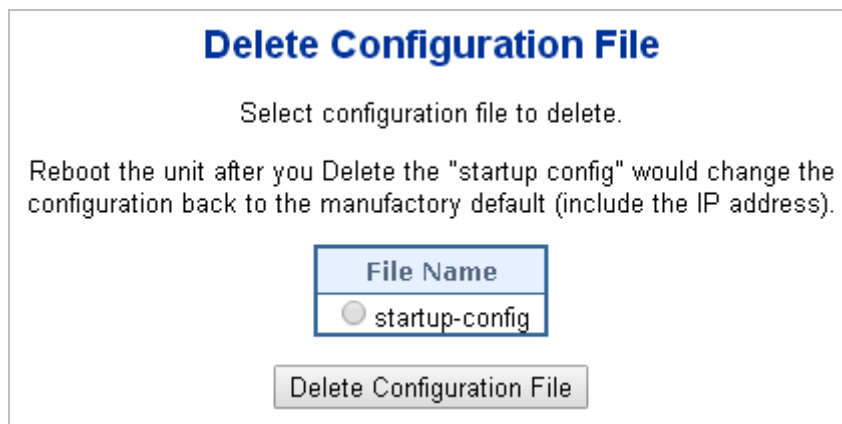 Delete Configuration File
Select configuration file to delete.
Reboot the unit after you Delete the "startup config" would change the
configuration back to the manufactory default (include the IP address).
File Name
startup-config
Delete Configuration File